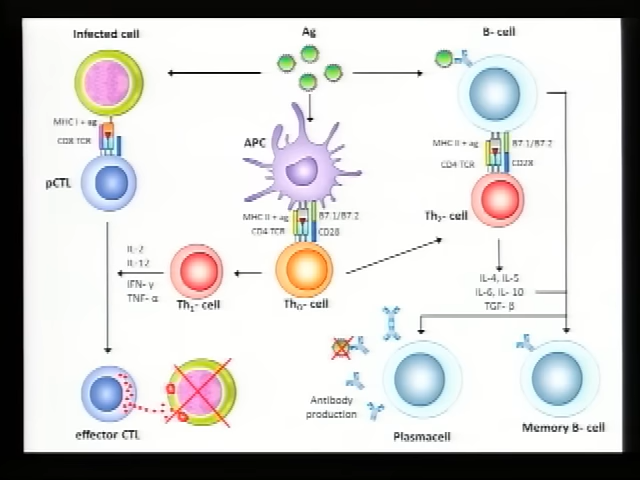 Infected cell
Ag
B- cell
MHC I + ag
CD8 TCR
pCTL
APC
MHC II + ag
B7.1/B7.2
CD4 TCR
CD28
MHC II + ag
B7.1/B7.2
CD4 TCR
CD28
Th2- cell
IL-2
IL-12
IFN- γ
TNF- α
Th1- cell
Th0- cell
IL-4, IL-5
IL-6, IL- 10
TGF- β
Antibody
production
effector CTL
Plasmacell
Memory B- cell